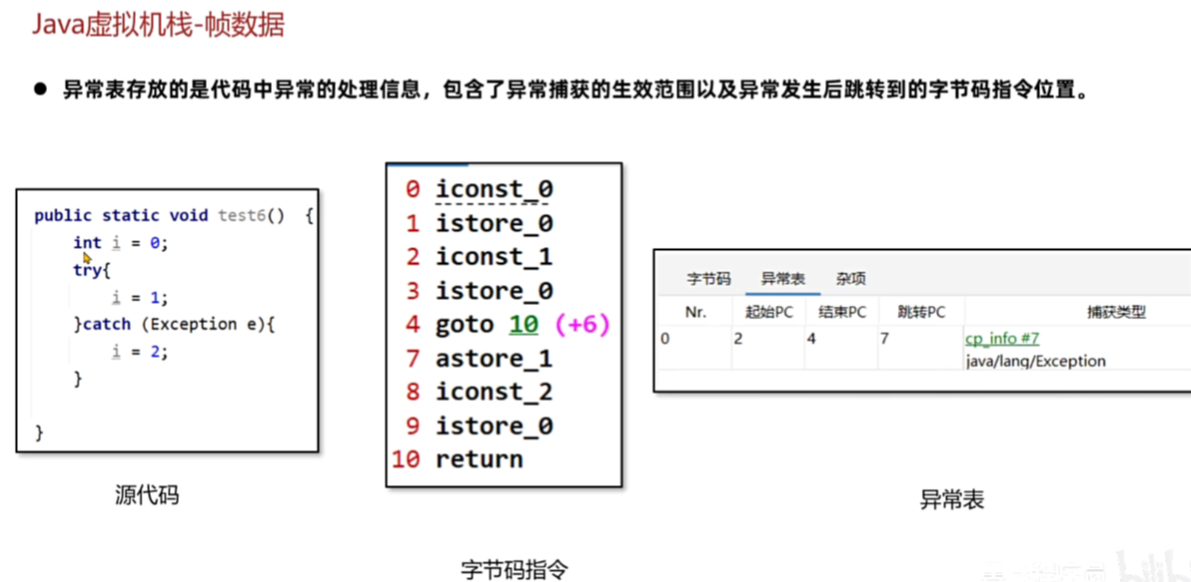 Java虚拟机栈-帧数据
● 异常表存放的是代码中异常的处理信息，包含了异常捕获的生效范围以及异常发生后跳转到的字节码指令位置。
public static void test6() {
int i = 0;
try{
i = 1;
}catch (Exception e){
i = 2;
}
}
源代码
0 iconst_0
1 istore_0
2 iconst_1
3 istore_0
4 goto 10 (+6)
7 astore_1
8 iconst_2
9 istore_0
10 return
字节码指令
字节码 异常表 杂项
Nr. 起始PC 结束PC 跳转PC 捕获类型
0 2 4 7 cp_info #7
java/lang/Exception
异常表